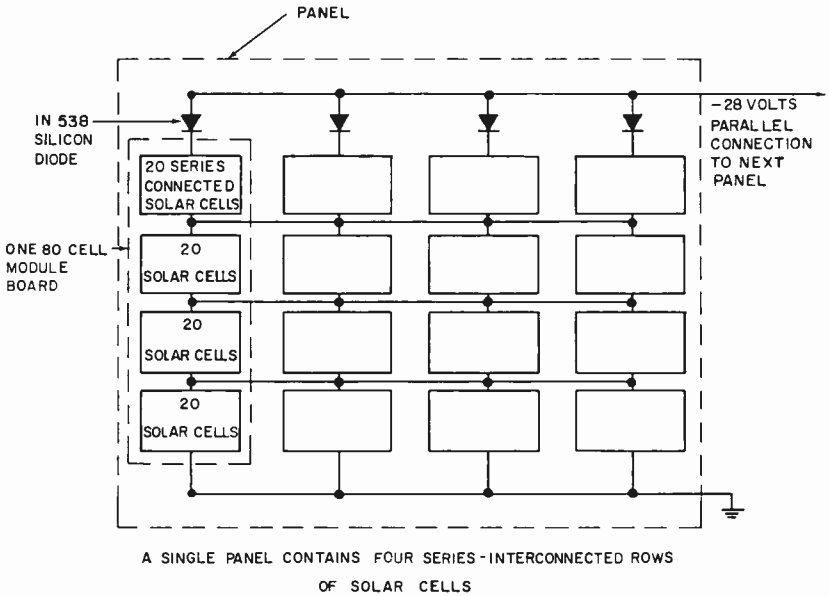 PANEL
IN 538
SILICON
DIODE
-28 VOLTS
PARALLEL
CONNECTION
TO NEXT
PANEL
20 SERIES
CONNECTED
SOLAR CELLS
ONE 80 CELL
MODULE
BOARD
20
SOLAR CELLS
20
SOLAR CELLS
20
SOLAR CELLS
A SINGLE PANEL CONTAINS FOUR SERIES-INTERCONNECTED ROWS
OF SOLAR CELLS